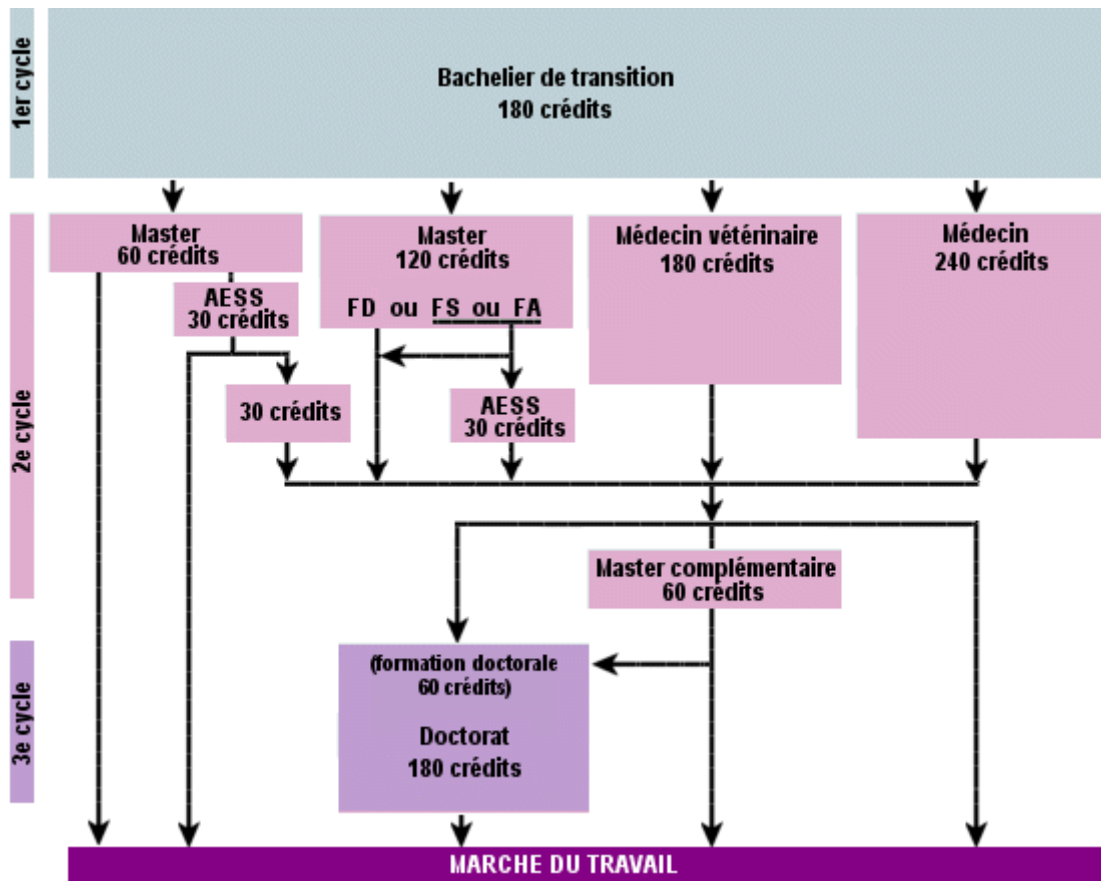 1er cycle
Bachelier de transition
180 crédits
2e cycle
Master
60 crédits
Master
120 crédits
FD ou FS ou FA
Médecin vétérinaire
180 crédits
Médecin
240 crédits
AESS
30 crédits
30 crédits
AESS
30 crédits
Master complémentaire
60 crédits
3e cycle
(formation doctorale
60 crédits)
Doctorat
180 crédits
MARCHE DU TRAVAIL